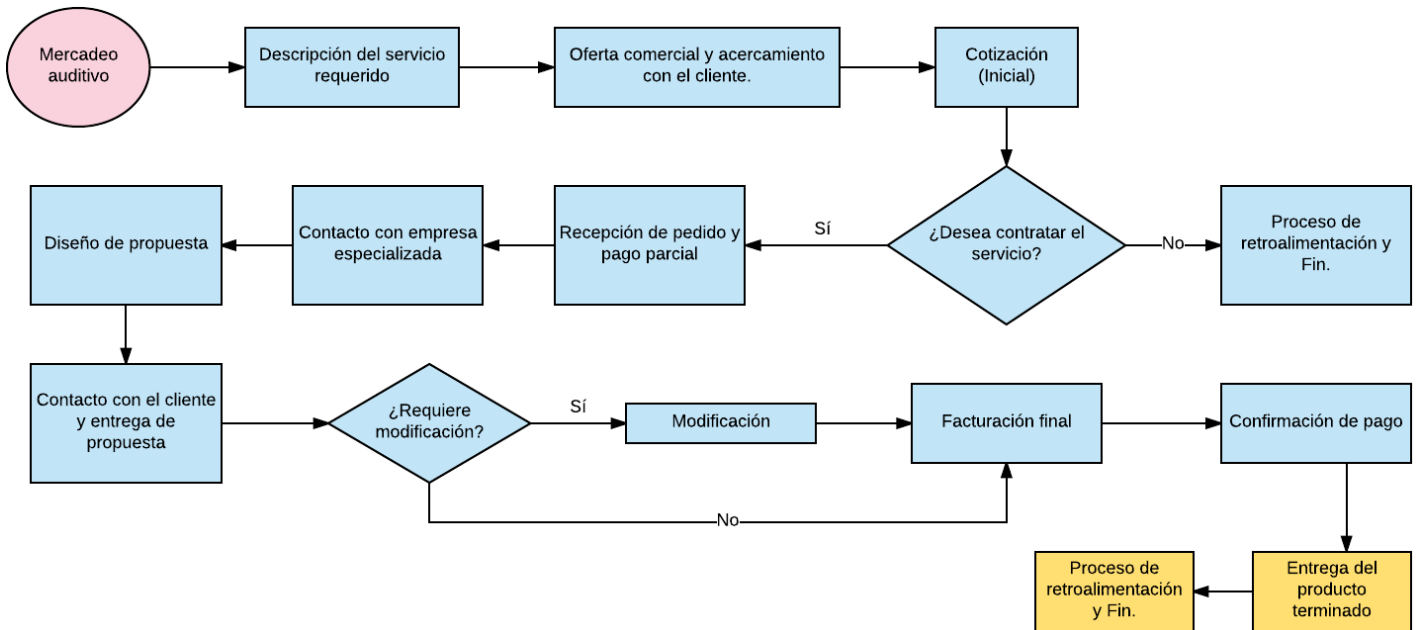 Mercadeo
auditivo
Descripción del servicio
requerido
Oferta comercial y acercamiento
con el cliente.
Cotización
(Inicial)
Diseño de propuesta
Contacto con empresa
especializada
Recepción de pedido y
pago parcial
Sí
¿Desea contratar el
servicio?
No
Proceso de
retroalimentación y
Fin.
Contacto con el cliente
y entrega de
propuesta
¿Requiere
modificación?
Sí
Modificación
Facturación final
Confirmación de pago
No
Proceso de
retroalimentación
y Fin.
Entrega del
producto
terminado